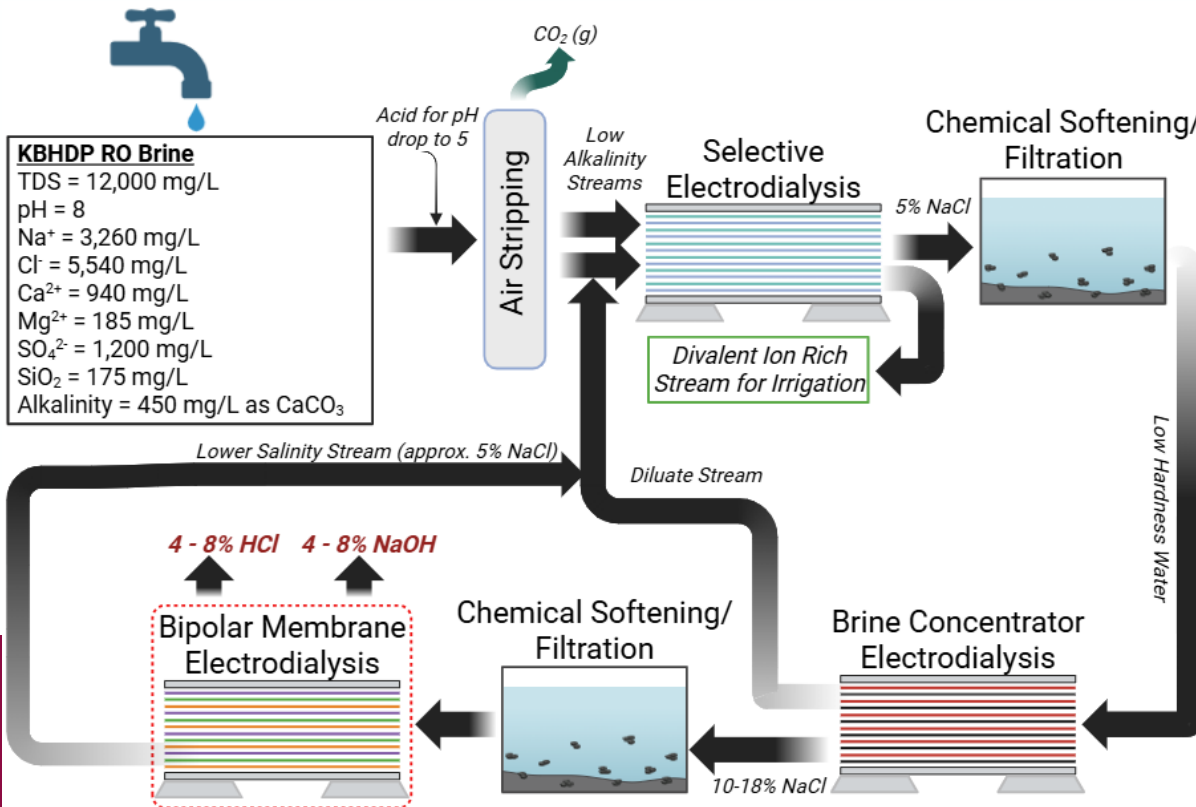 CO₂ (g)
Acid for pH
drop to 5
KBHDP RO Brine
TDS = 12,000 mg/L
pH = 8
Na⁺ = 3,260 mg/L
Cl⁻ = 5,540 mg/L
Ca²⁺ = 940 mg/L
Mg²⁺ = 185 mg/L
SO₄²⁻ = 1,200 mg/L
SiO₂ = 175 mg/L
Alkalinity = 450 mg/L as CaCO₃
Air Stripping
Low
Alkalinity
Streams
Selective
Electrodialysis
5% NaCl
Chemical Softening/
Filtration
Divalent Ion Rich
Stream for Irrigation
Low Hardness Water
Lower Salinity Stream (approx. 5% NaCl)
Diluate Stream
4 - 8% HCl
4 - 8% NaOH
Bipolar Membrane
Electrodialysis
Chemical Softening/
Filtration
Brine Concentrator
Electrodialysis
10-18% NaCl